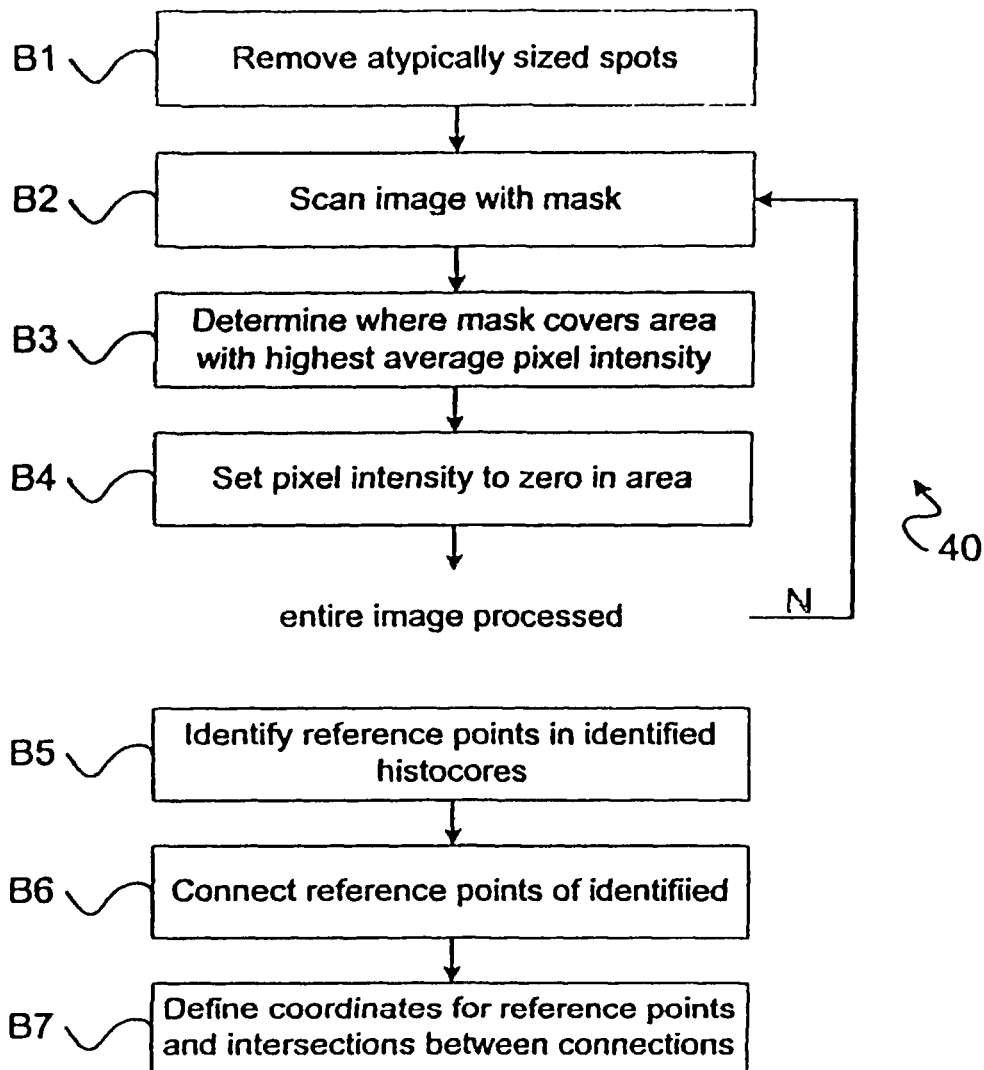 B1 Remove atypically sized spots
B2 Scan image with mask
B3 Determine where mask covers area
with highest average pixel intensity
B4 Set pixel intensity to zero in area
40
entire image processed N
B5 Identify reference points in identified
histocores
B6 Connect reference points of identifiied
B7 Define coordinates for reference points
and intersections between connections